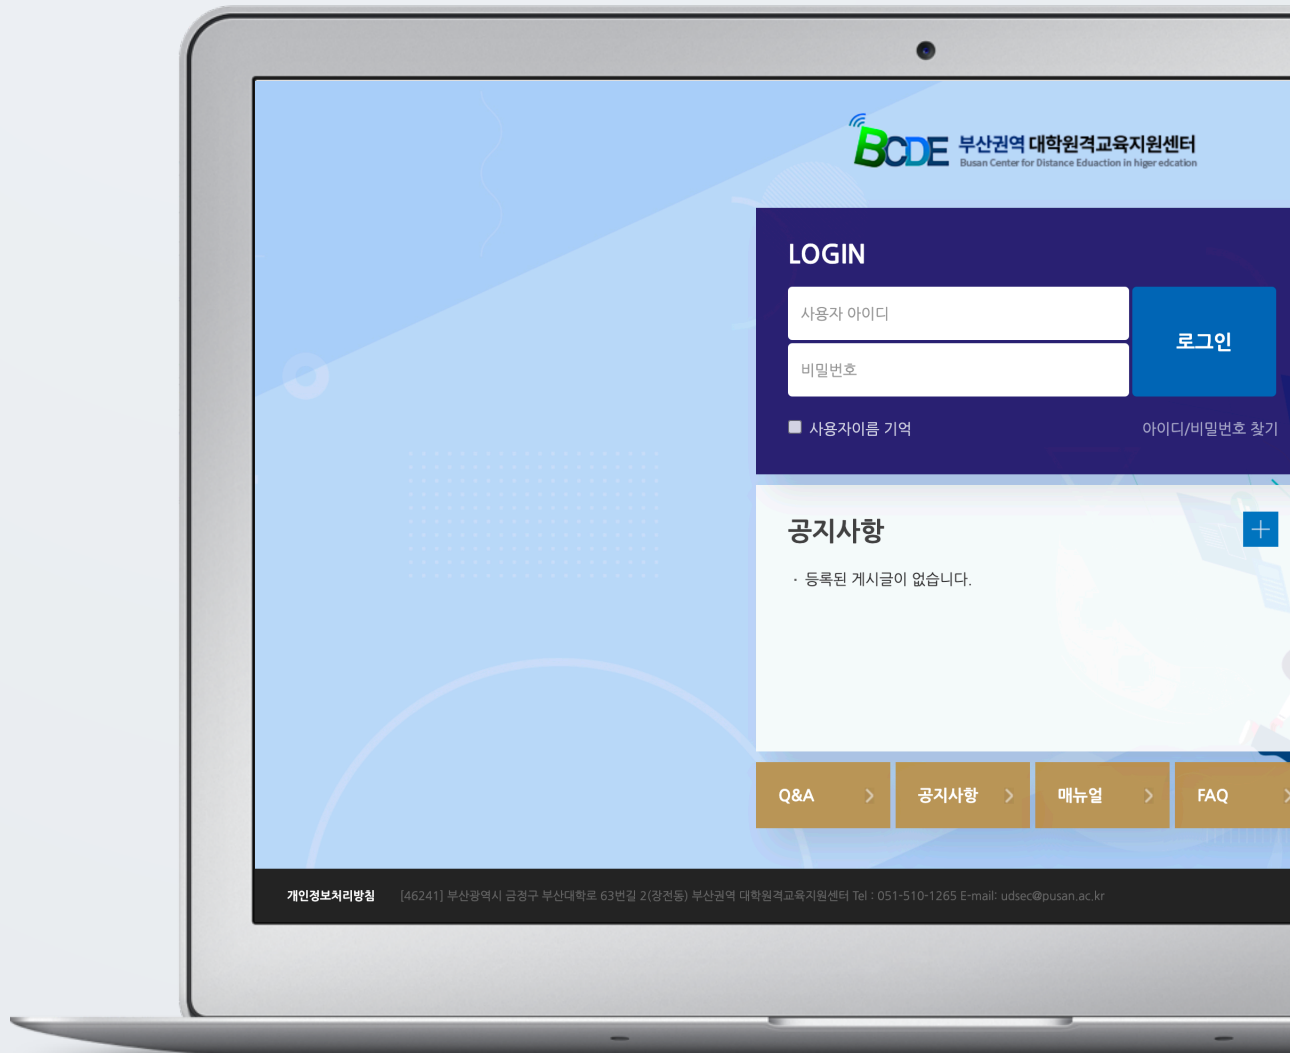 BCDE 부산권역 대학원격교육지원센터
Busan Center for Distance Eduaction in higer edcation
LOGIN
사용자 아이디
로그인
비밀번호
사용자이름 기억
아이디/비밀번호 찾기
공지사항
· 등록된 게시글이 없습니다.
Q&A
공지사항
매뉴얼
FAQ
개인정보처리방침 [46241] 부산광역시 금정구 부산대학로 63번길 2(장전동) 부산권역 대학원격교육지원센터 Tel : 051-510-1265 E-mail: udsec@pusan.ac.kr